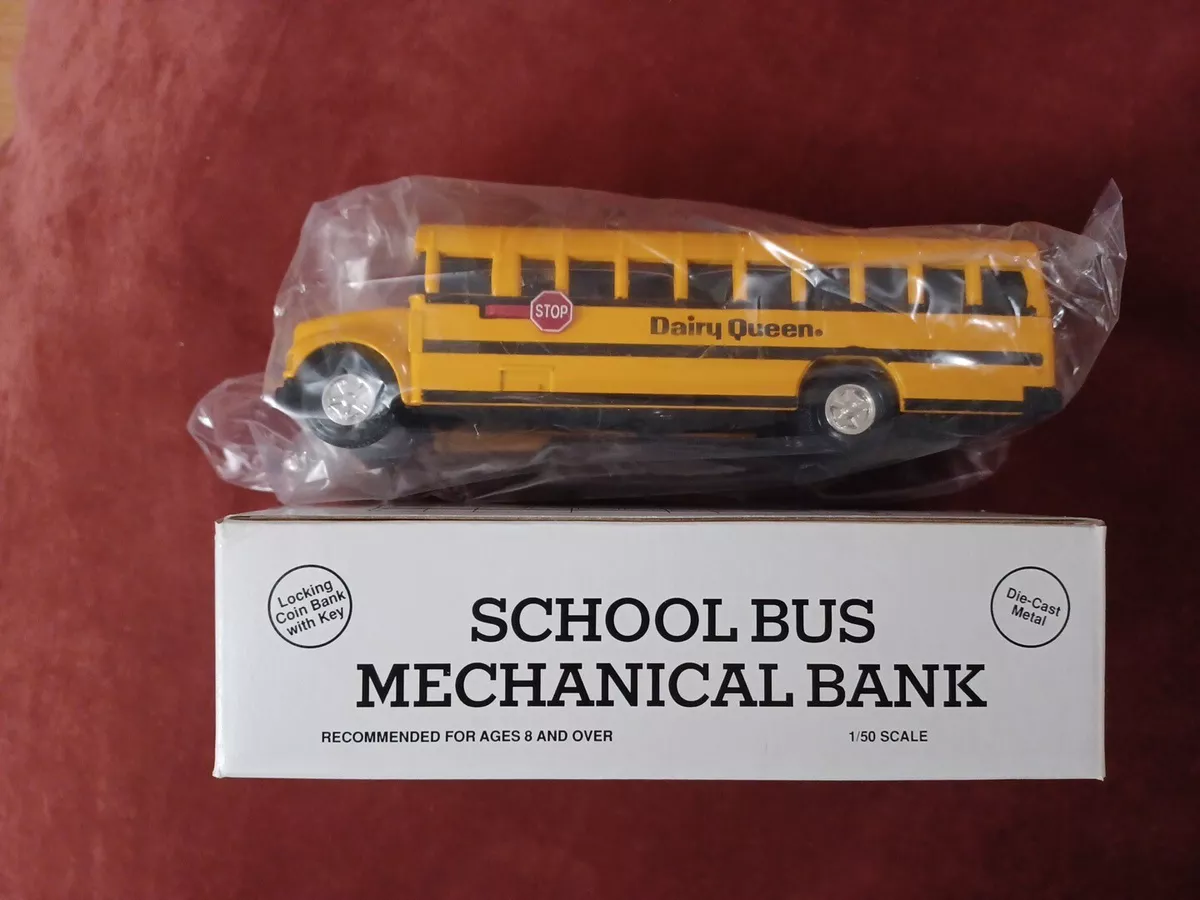 STOP
Dairy Queen.
Locking
Coin Bank
with Key
Die-Cast
Metal
SCHOOL BUS
MECHANICAL BANK
RECOMMENDED FOR AGES 8 AND OVER
1/50 SCALE